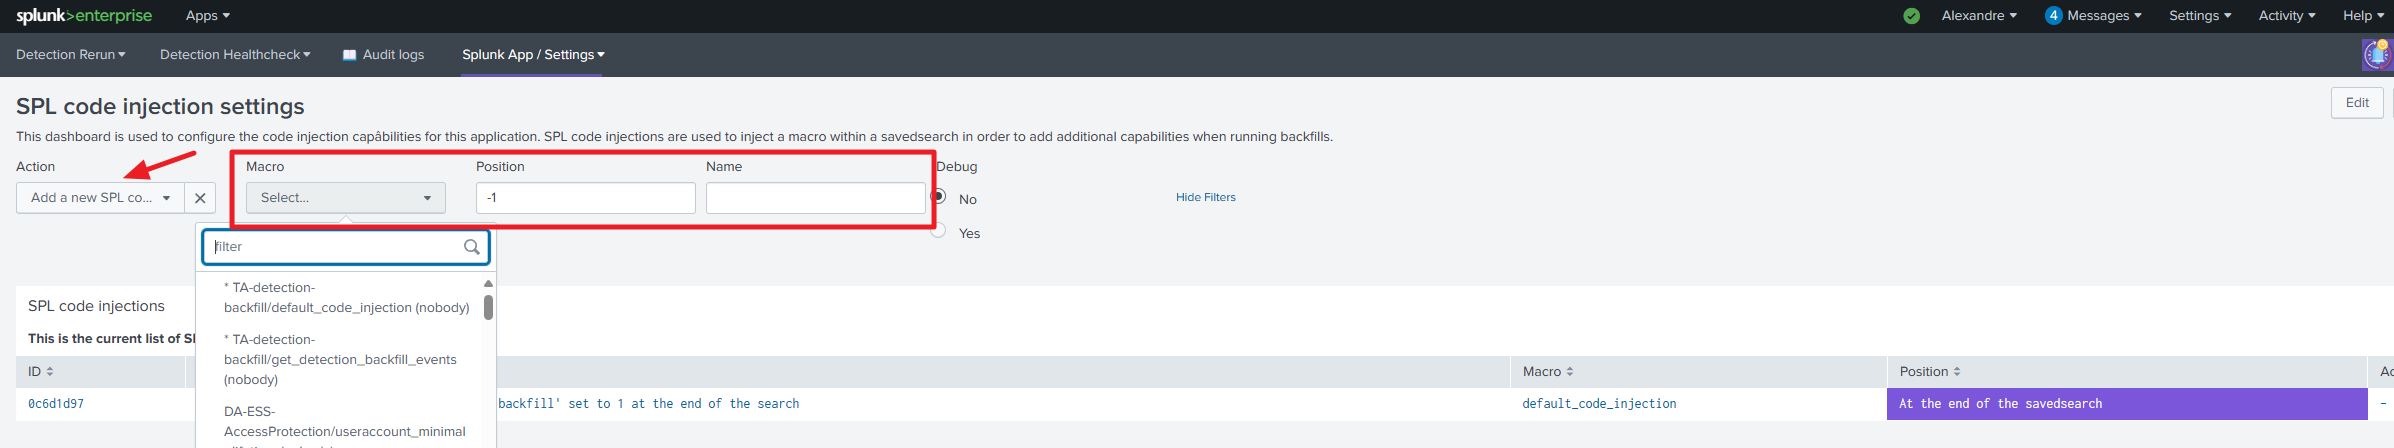 splunk>enterprise Apps Alexandre 4 Messages Settings Activity Help
Detection Rerun Detection Healthcheck Audit logs Splunk App / Settings
SPL code injection settings Edit
This dashboard is used to configure the code injection capâbilities for this application. SPL code injections are used to inject a macro within a savedsearch in order to add additional capabilities when running backfills.
Action Macro Position Name Debug
Add a new SPL co... Select... -1 No Hide Filters
Yes
filter
* TA-detection-
backfill/default_code_injection (nobody)
* TA-detection-
backfill/get_detection_backfill_events
(nobody)
DA-ESS-
AccessProtection/useraccount_minimal
SPL code injections
This is the current list of
ID Macro Position
0c6d1d97 backfill' set to 1 at the end of the search default_code_injection At the end of the savedsearch -